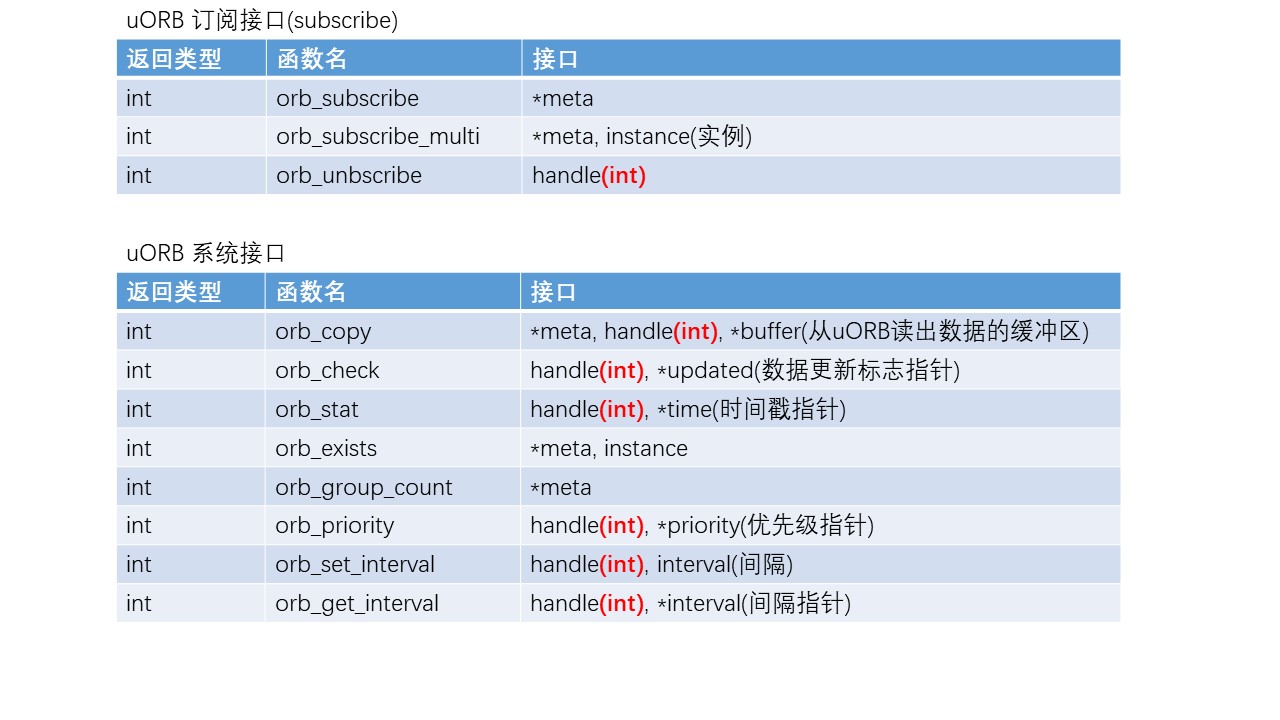 uORB 订阅接口(subscribe)
返回类型 函数名 接口
int orb_subscribe *meta
int orb_subscribe_multi *meta, instance(实例)
int orb_unbscribe handle(int)
uORB 系统接口
返回类型 函数名 接口
int orb_copy *meta, handle(int), *buffer(从uORB读出数据的缓冲区)
int orb_check handle(int), *updated(数据更新标志指针)
int orb_stat handle(int), *time(时间戳指针)
int orb_exists *meta, instance
int orb_group_count *meta
int orb_priority handle(int), *priority(优先级指针)
int orb_set_interval handle(int), interval(间隔)
int orb_get_interval handle(int), *interval(间隔指针)